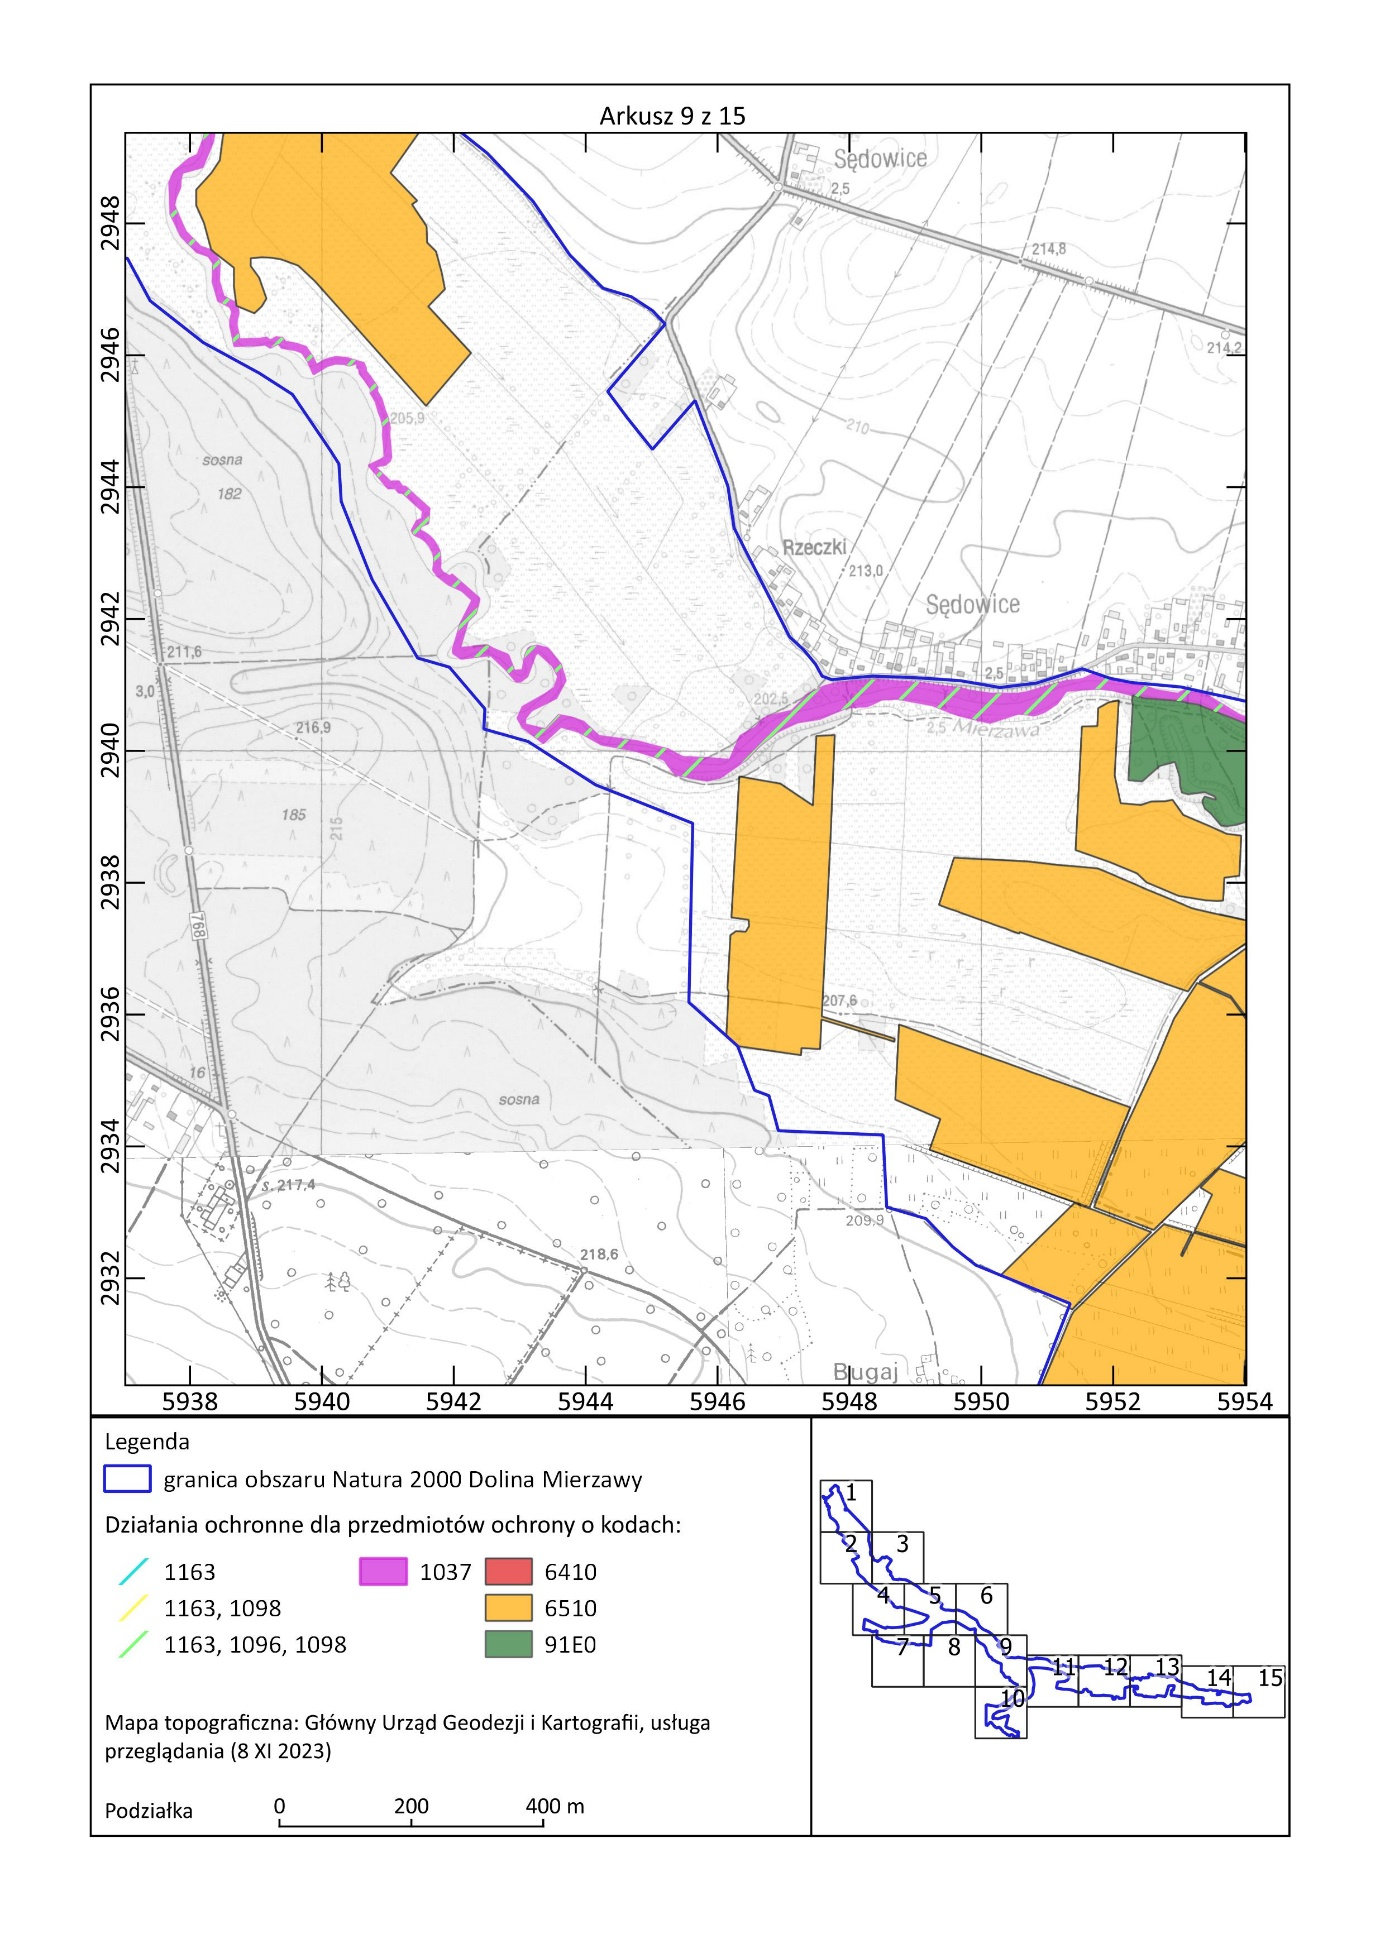 Arkusz 9 z 15
Sędowice
2,5
214,8
214,2
2948
2946
2944
2942
2940
2938
2936
2934
2932
205,9
210
sosna
182
Rzeczki
213,0
Sędowice
211,6
3,0
2,5
202,5
216,9
2,5 Mierzawa
185
215
768
207,6
16
sosna
s. 217,4
209,9
218,6
Bugaj
5938 5940 5942 5944 5946 5948 5950 5952 5954
Legenda
granica obszaru Natura 2000 Dolina Mierzawy
Działania ochronne dla przedmiotów ochrony o kodach:
1163 1037 6410
1163, 1098 6510
1163, 1096, 1098 91E0
Mapa topograficzna: Główny Urząd Geodezji i Kartografii, usługa
przeglądania (8 XI 2023)
Podziałka 0 200 400 m
1
2 3
4 5 6
7 8 9
11 12 13 14 15
10